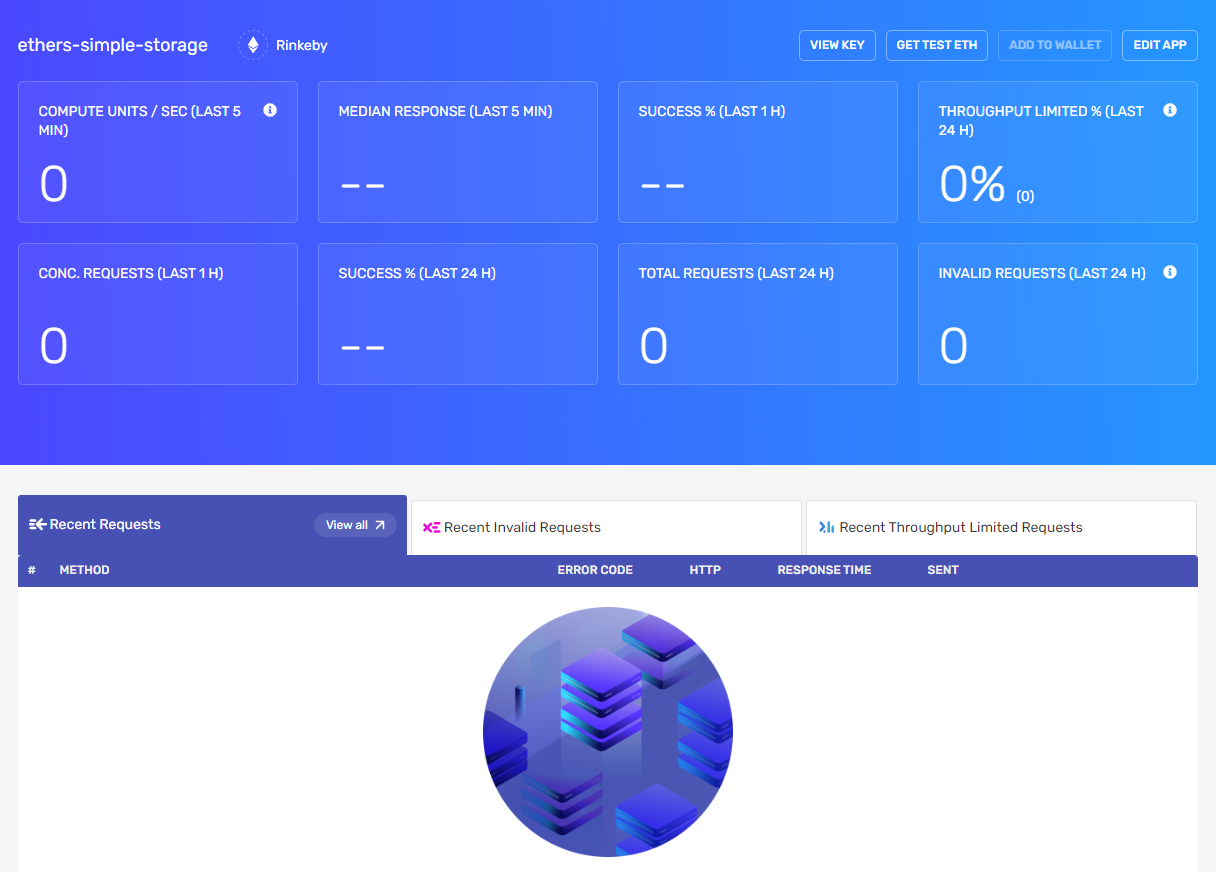 ethers-simple-storage Rinkeby VIEW KEY GET TEST ETH ADD TO WALLET EDIT APP
COMPUTE UNITS / SEC (LAST 5
MIN)
0
MEDIAN RESPONSE (LAST 5 MIN)
--
SUCCESS % (LAST 1 H)
--
THROUGHPUT LIMITED % (LAST
24 H)
0% (0)
CONC. REQUESTS (LAST 1 H)
0
SUCCESS % (LAST 24 H)
--
TOTAL REQUESTS (LAST 24 H)
0
INVALID REQUESTS (LAST 24 H)
0
Recent Requests View all Recent Invalid Requests Recent Throughput Limited Requests
# METHOD ERROR CODE HTTP RESPONSE TIME SENT